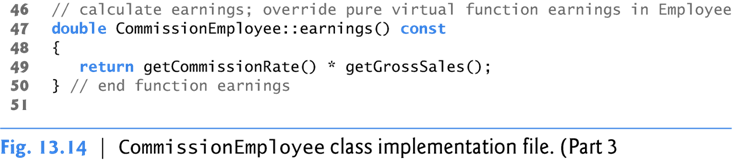 46 // calculate earnings; override pure virtual function earnings in Employee
47 double CommissionEmployee::earnings() const
48 {
49    return getCommissionRate() * getGrossSales();
50 } // end function earnings
51
Fig. 13.14 | CommissionEmployee class implementation file. (Part 3